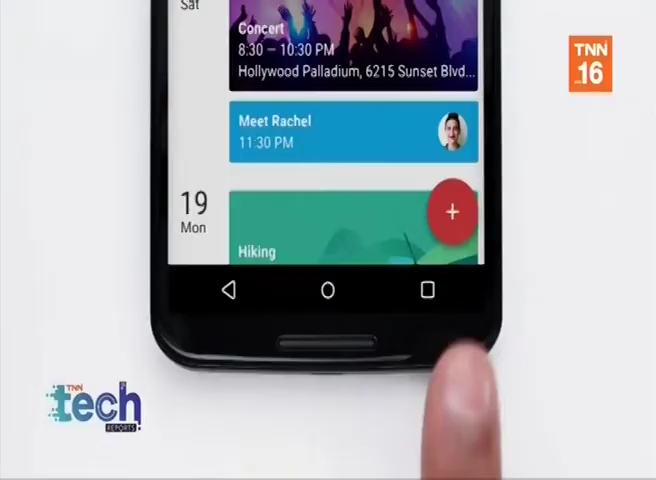 Sat
Concert
8:30 – 10:30 PM
Hollywood Palladium, 6215 Sunset Blvd...
TNN
16
Meet Rachel
11:30 PM
19
Mon
+
Hiking
TNN
tech
REPORTS